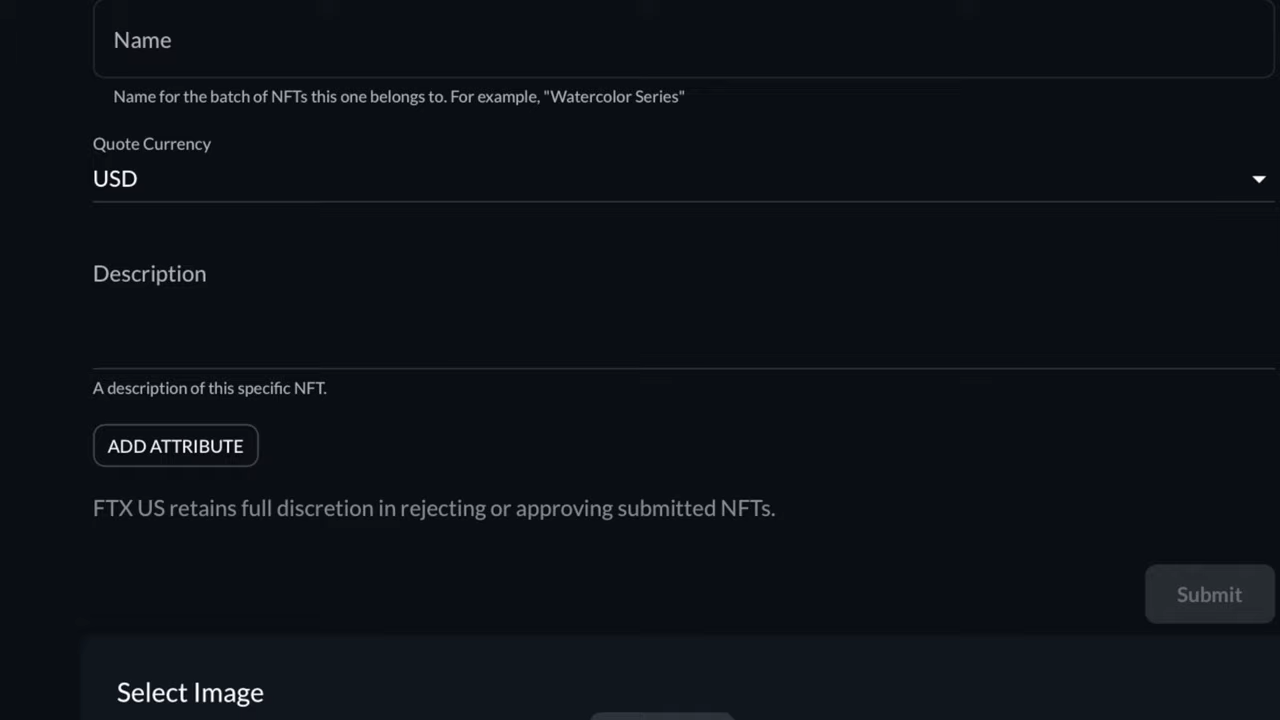 Name
Name for the batch of NFTs this one belongs to. For example, "Watercolor Series"
Quote Currency
USD
Description
A description of this specific NFT.
ADD ATTRIBUTE
FTX US retains full discretion in rejecting or approving submitted NFTs.
Submit
Select Image